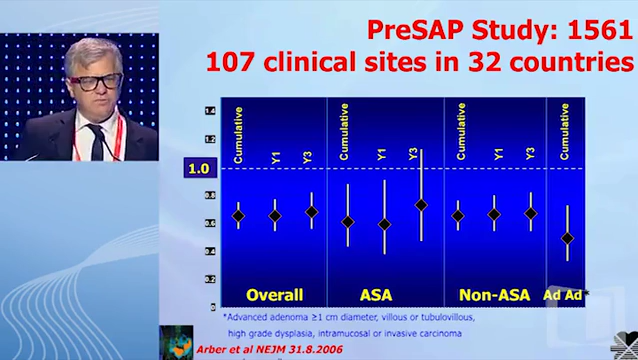 PreSAP Study: 1561
107 clinical sites in 32 countries
1.4
1.2
1.0
0.8
0.6
0.4
0.2
0
Cumulative
Y1
Y3
Cumulative
Y1
Y3
Cumulative
Y1
Y3
Cumulative
Overall
ASA
Non-ASA
Ad Ad*
*Advanced adenoma ≥1 cm diameter, villous or tubulovillous,
high grade dysplasia, intramucosal or invasive carcinoma
Arber et al NEJM 31.8.2006